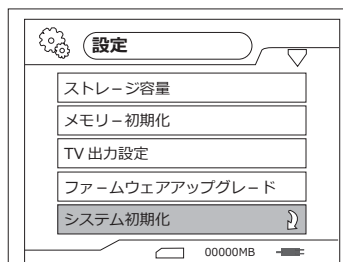 設定
ストレージ容量
メモリー初期化
TV 出力設定
ファームウェアアップグレード
システム初期化
00000MB